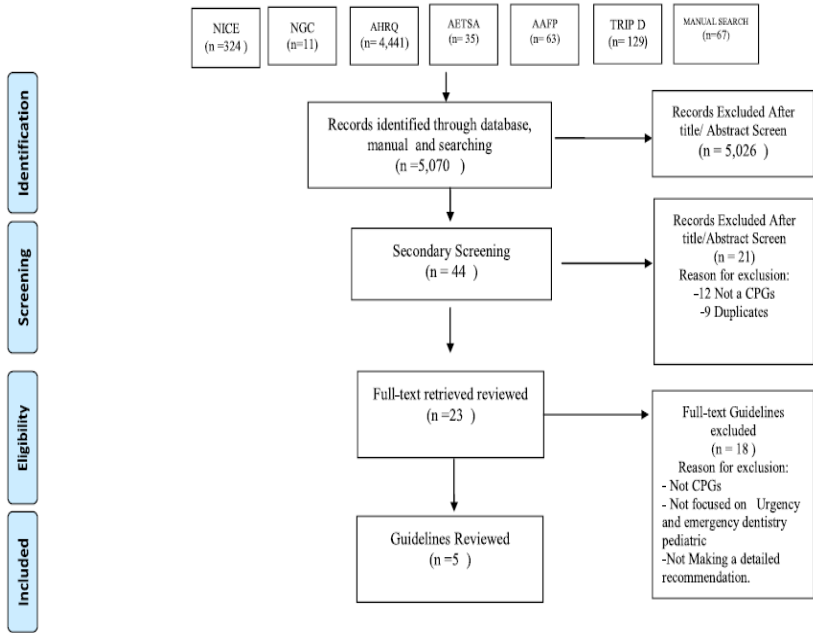 NICE
(n =324 )
NGC
(n=11)
AHRQ
(n= 4,441)
AETSA
(n= 35)
AAFP
(n= 63)
TRIP D
(n= 129)
MANUAL SEARCH
(n=67)
Identification
Records identified through database,
manual and searching
(n =5,070 )
Records Excluded After
title/ Abstract Screen
(n = 5,026 )
Screening
Secondary Screening
(n = 44 )
Records Excluded After
title/Abstract Screen
(n = 21)
Reason for exclusion:
-12 Not a CPGs
-9 Duplicates
Eligibility
Full-text retrieved reviewed
(n =23 )
Full-text Guidelines
excluded
(n = 18 )
Reason for exclusion:
- Not CPGs
- Not focused on Urgency
and emergency dentistry
pediatric
-Not Making a detailed
recommendation.
Included
Guidelines Reviewed
(n =5 )